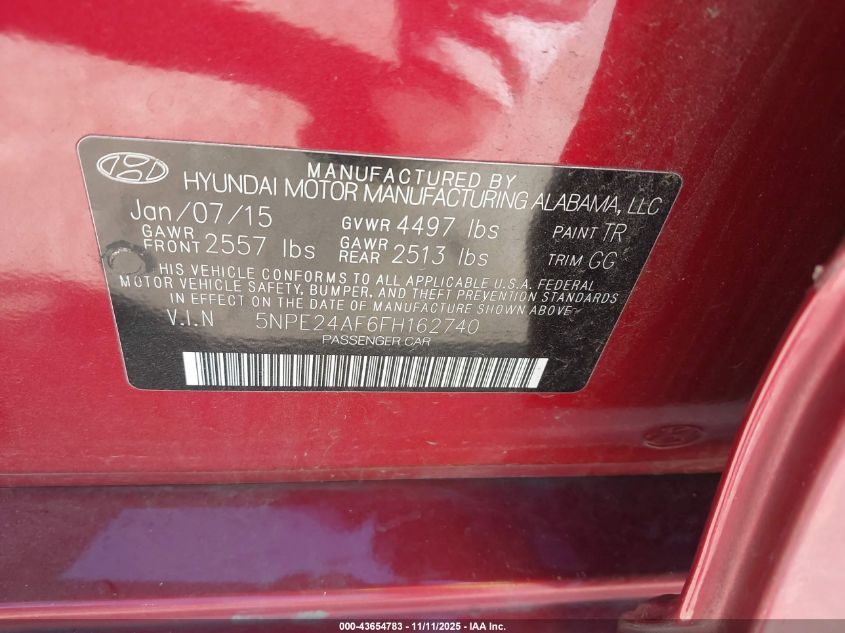 MANUFACTURED BY
HYUNDAI MOTOR MANUFACTURING ALABAMA, LLC
Jan/07/15 GVWR 4497 lbs PAINT TR
GAWR FRONT 2557 lbs GAWR REAR 2513 lbs TRIM GG
THIS VEHICLE CONFORMS TO ALL APPLICABLE U.S.A. FEDERAL
MOTOR VEHICLE SAFETY, BUMPER, AND THEFT PREVENTION STANDARDS
IN EFFECT ON THE DATE OF MANUFACTURE SHOWN ABOVE
V.I.N 5NPE24AF6FH162740
PASSENGER CAR
000-43654783 - 11/11/2025 - IAA Inc.